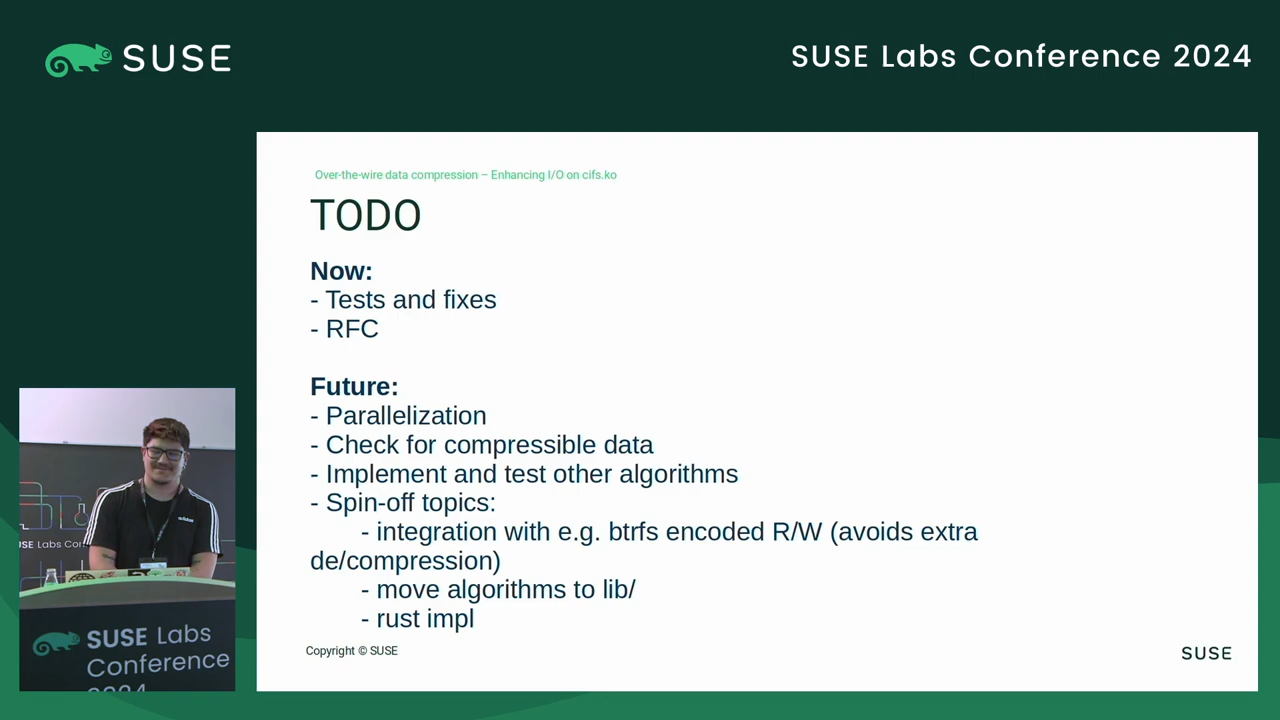 SUSE
SUSE Labs Conference 2024
Over-the-wire data compression – Enhancing I/O on cifs.ko
TODO
Now:
- Tests and fixes
- RFC
Future:
- Parallelization
- Check for compressible data
- Implement and test other algorithms
- Spin-off topics:
- integration with e.g. btrfs encoded R/W (avoids extra
de/compression)
- move algorithms to lib/
- rust impl
Copyright © SUSE
SUSE
adidas
SUSE Labs
Conference
2024